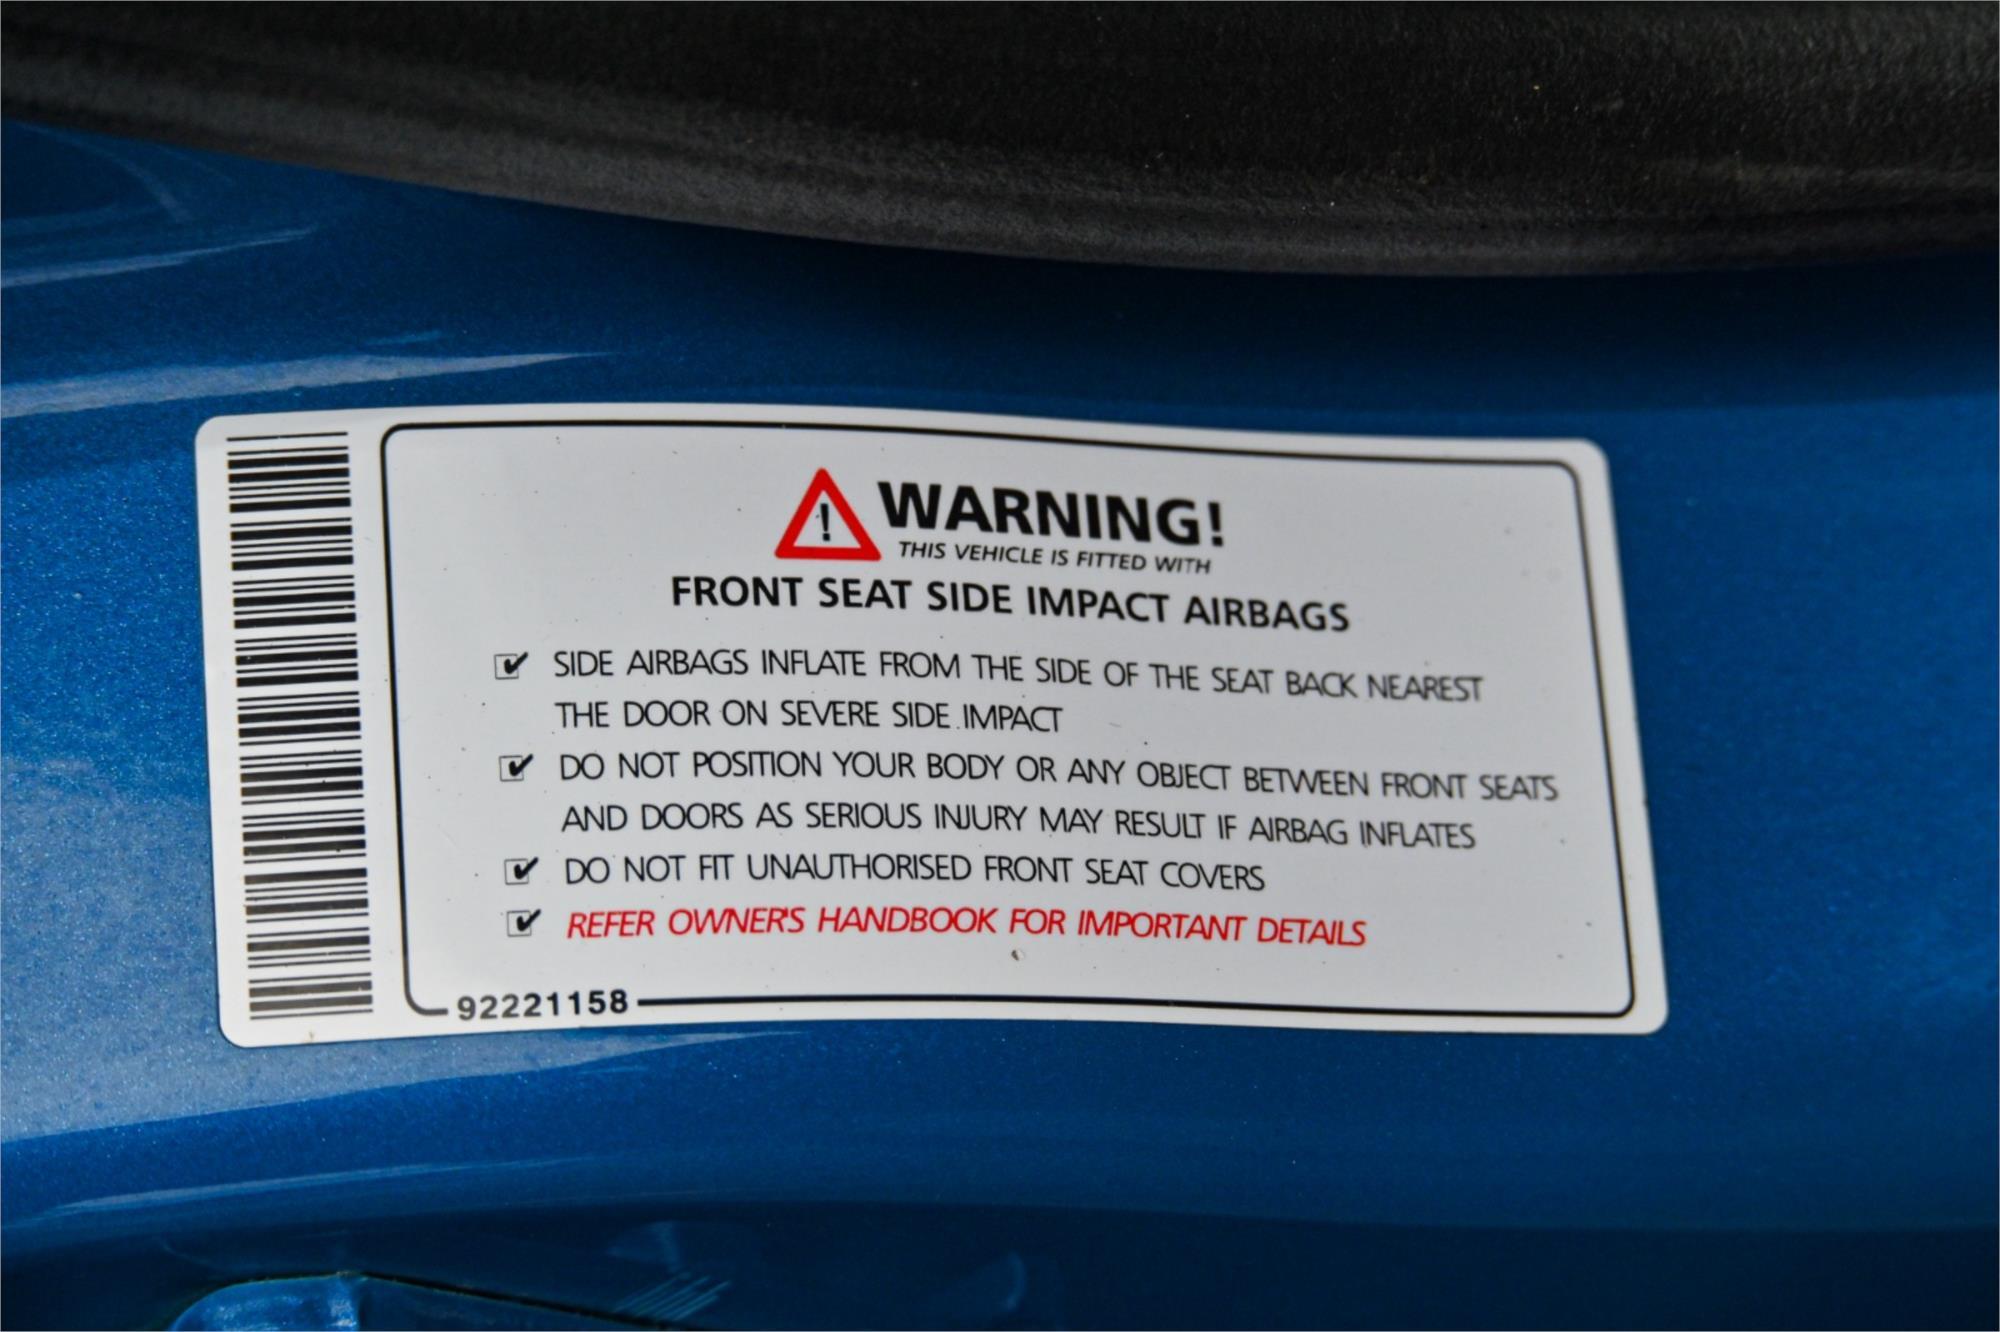 WARNING!
THIS VEHICLE IS FITTED WITH
FRONT SEAT SIDE IMPACT AIRBAGS
SIDE AIRBAGS INFLATE FROM THE SIDE OF THE SEAT BACK NEAREST
THE DOOR ON SEVERE SIDE IMPACT
DO NOT POSITION YOUR BODY OR ANY OBJECT BETWEEN FRONT SEATS
AND DOORS AS SERIOUS INJURY MAY RESULT IF AIRBAG INFLATES
DO NOT FIT UNAUTHORISED FRONT SEAT COVERS
REFER OWNER'S HANDBOOK FOR IMPORTANT DETAILS
92221158